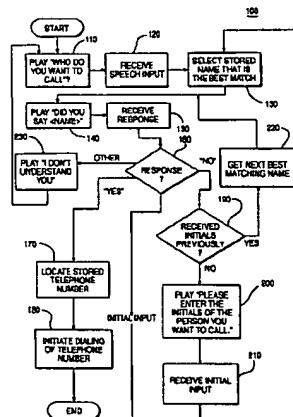 100
START
110
PLAY "WHO DO
YOU WANT TO
CALL"?
120
RECEIVE
SPEECH INPUT
SELECT STORED
NAME THAT IS
THE BEST MATCH
130
PLAY "DID YOU
SAY <NAME>"
140
RECEIVE
RESPONSE
150
160
230
PLAY "I DON'T
UNDERSTAND
YOU"
OTHER
RESPONSE
?
"NO"
"YES"
220
GET NEXT BEST
MATCHING NAME
190
RECEIVED
INITIALS
PREVIOUSLY
?
YES
NO
170
LOCATE STORED
TELEPHONE
NUMBER
INITIAL INPUT
200
PLAY "PLEASE
ENTER THE
INITIALS OF THE
PERSON YOU
WANT TO CALL."
180
INITIATE DIALING
OF TELEPHONE
NUMBER
210
RECEIVE INITIAL
INPUT
END